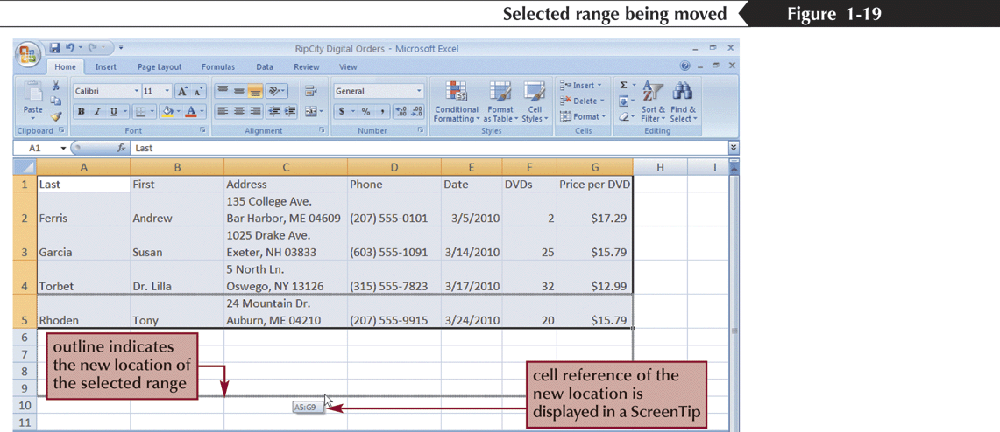 Selected range being moved Figure 1-19
RipCity Digital Orders - Microsoft Excel
Home Insert Page Layout Formulas Data Review View
Calibri 11 A A General Insert Σ
Paste B I U A $ % , .00 .00 Conditional Format Cell Delete Sort & Find &
Formatting as Table Styles Format Filter Select
Clipboard Font Alignment Number Styles Cells Editing
A1 fx Last
A B C D E F G H I
1 Last First Address Phone Date DVDs Price per DVD
135 College Ave.
2 Ferris Andrew Bar Harbor, ME 04609 (207) 555-0101 3/5/2010 2 $17.29
1025 Drake Ave.
3 Garcia Susan Exeter, NH 03833 (603) 555-1091 3/14/2010 25 $15.79
5 North Ln.
4 Torbet Dr. Lilla Oswego, NY 13126 (315) 555-7823 3/17/2010 32 $12.99
24 Mountain Dr.
5 Rhoden Tony Auburn, ME 04210 (207) 555-9915 3/24/2010 20 $15.79
6
7
8
9
10
11
outline indicates
the new location of
the selected range
A5:G9
cell reference of the
new location is
displayed in a ScreenTip